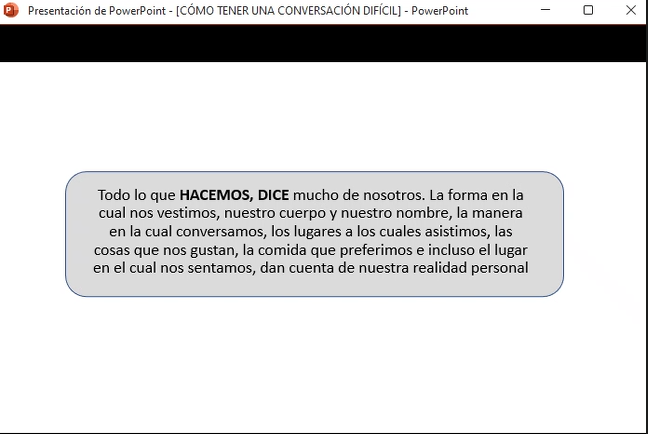 Presentación de PowerPoint - [CÓMO TENER UNA CONVERSACIÓN DIFÍCIL] - PowerPoint
Todo lo que HACEMOS, DICE mucho de nosotros. La forma en la
cual nos vestimos, nuestro cuerpo y nuestro nombre, la manera
en la cual conversamos, los lugares a los cuales asistimos, las
cosas que nos gustan, la comida que preferimos e incluso el lugar
en el cual nos sentamos, dan cuenta de nuestra realidad personal